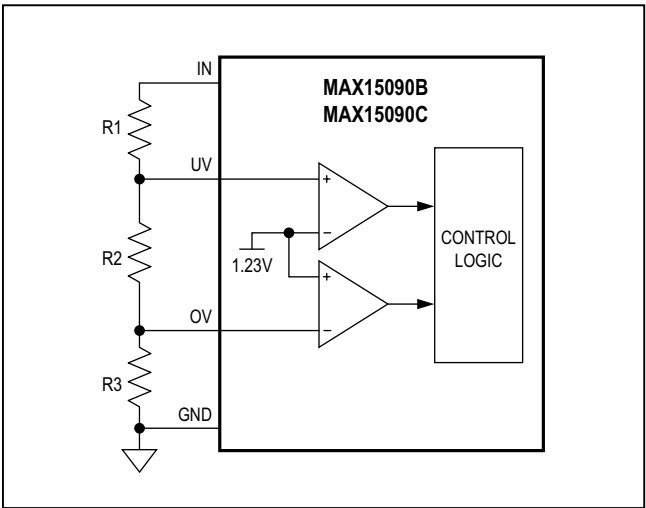 IN
MAX15090B
MAX15090C
R1
UV
+
−
1.23V
R2
+
−
CONTROL
LOGIC
OV
R3
GND